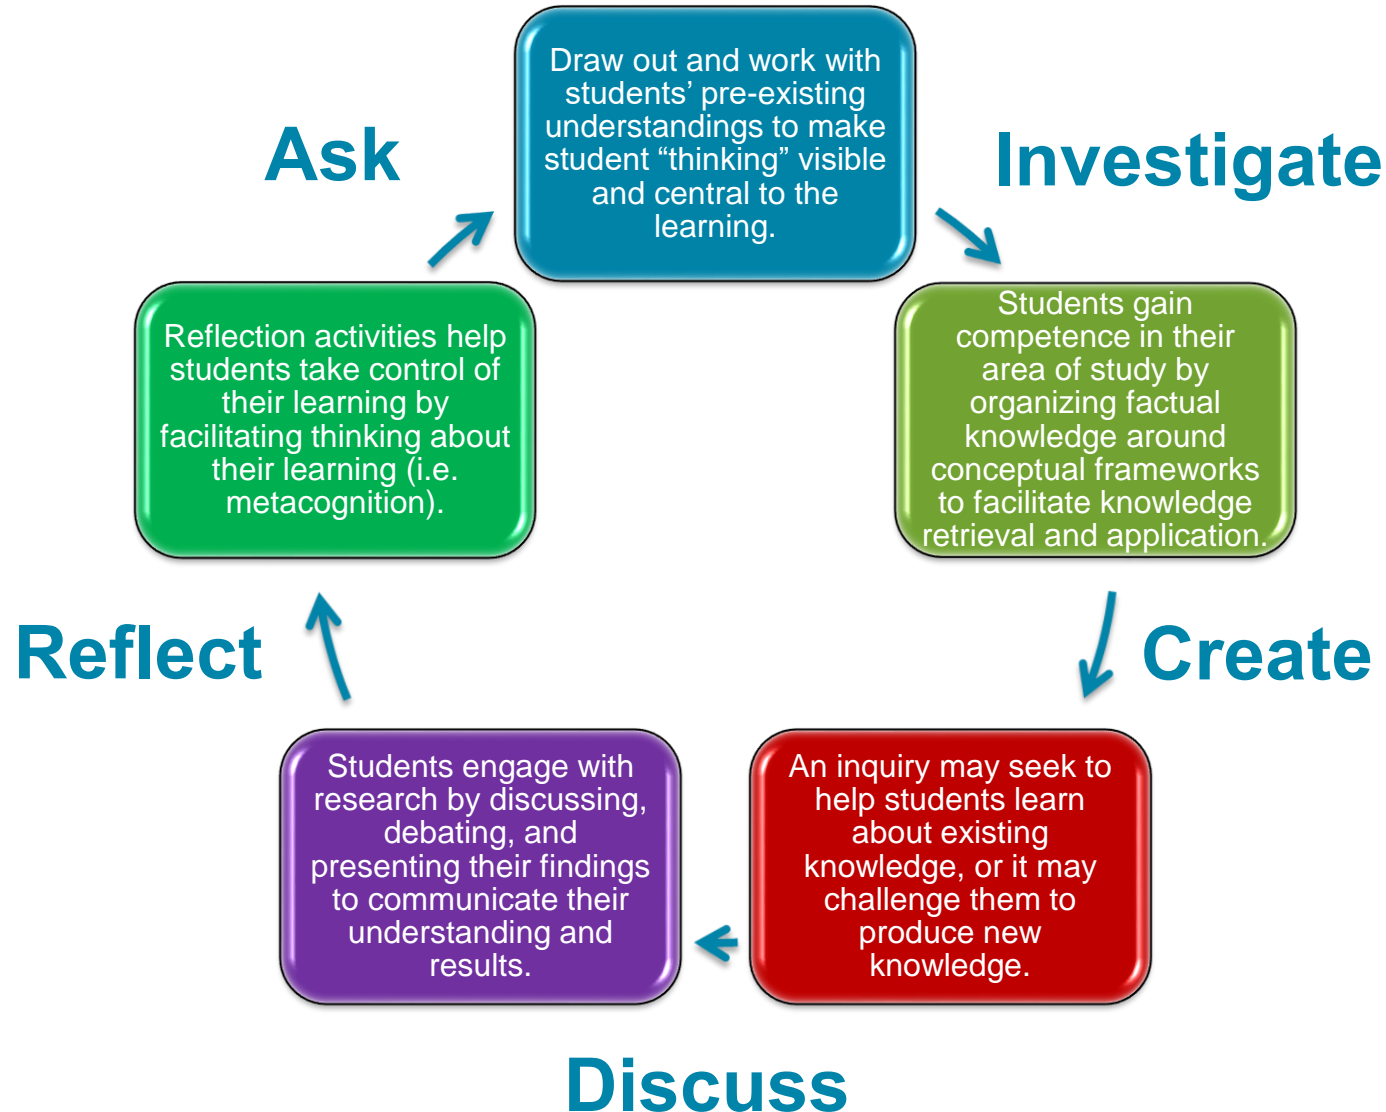 Ask
Draw out and work with
students’ pre-existing
understandings to make
student “thinking” visible
and central to the
learning.
Investigate
Students gain
competence in their
area of study by
organizing factual
knowledge around
conceptual frameworks
to facilitate knowledge
retrieval and application.
Create
An inquiry may seek to
help students learn
about existing
knowledge, or it may
challenge them to
produce new
knowledge.
Discuss
Students engage with
research by discussing,
debating, and
presenting their findings
to communicate their
understanding and
results.
Reflect
Reflection activities help
students take control of
their learning by
facilitating thinking about
their learning (i.e.
metacognition).